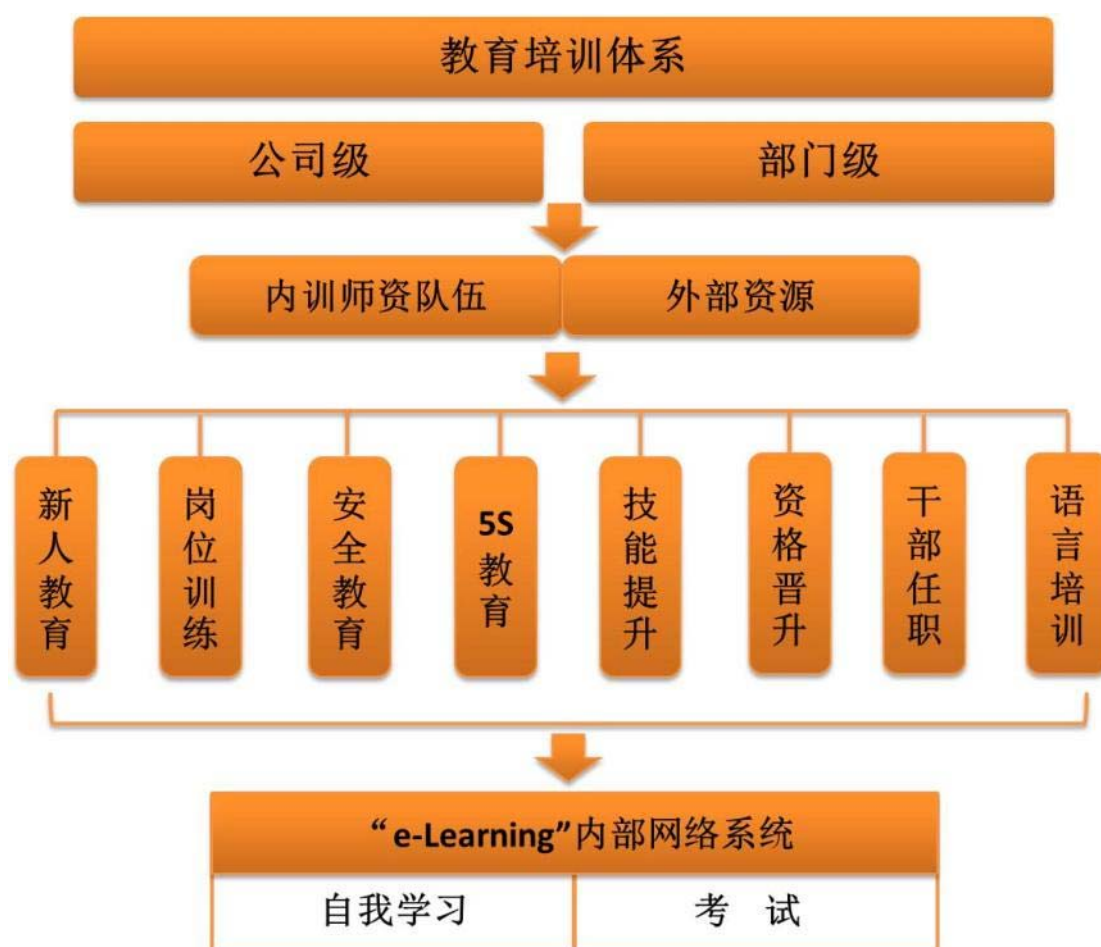 教育培训体系
公司级
部门级
内训师资队伍
外部资源
新人教育
岗位训练
安全教育
5S教育
技能提升
资格晋升
干部任职
语言培训
“e-Learning”内部网络系统
自我学习
考 试